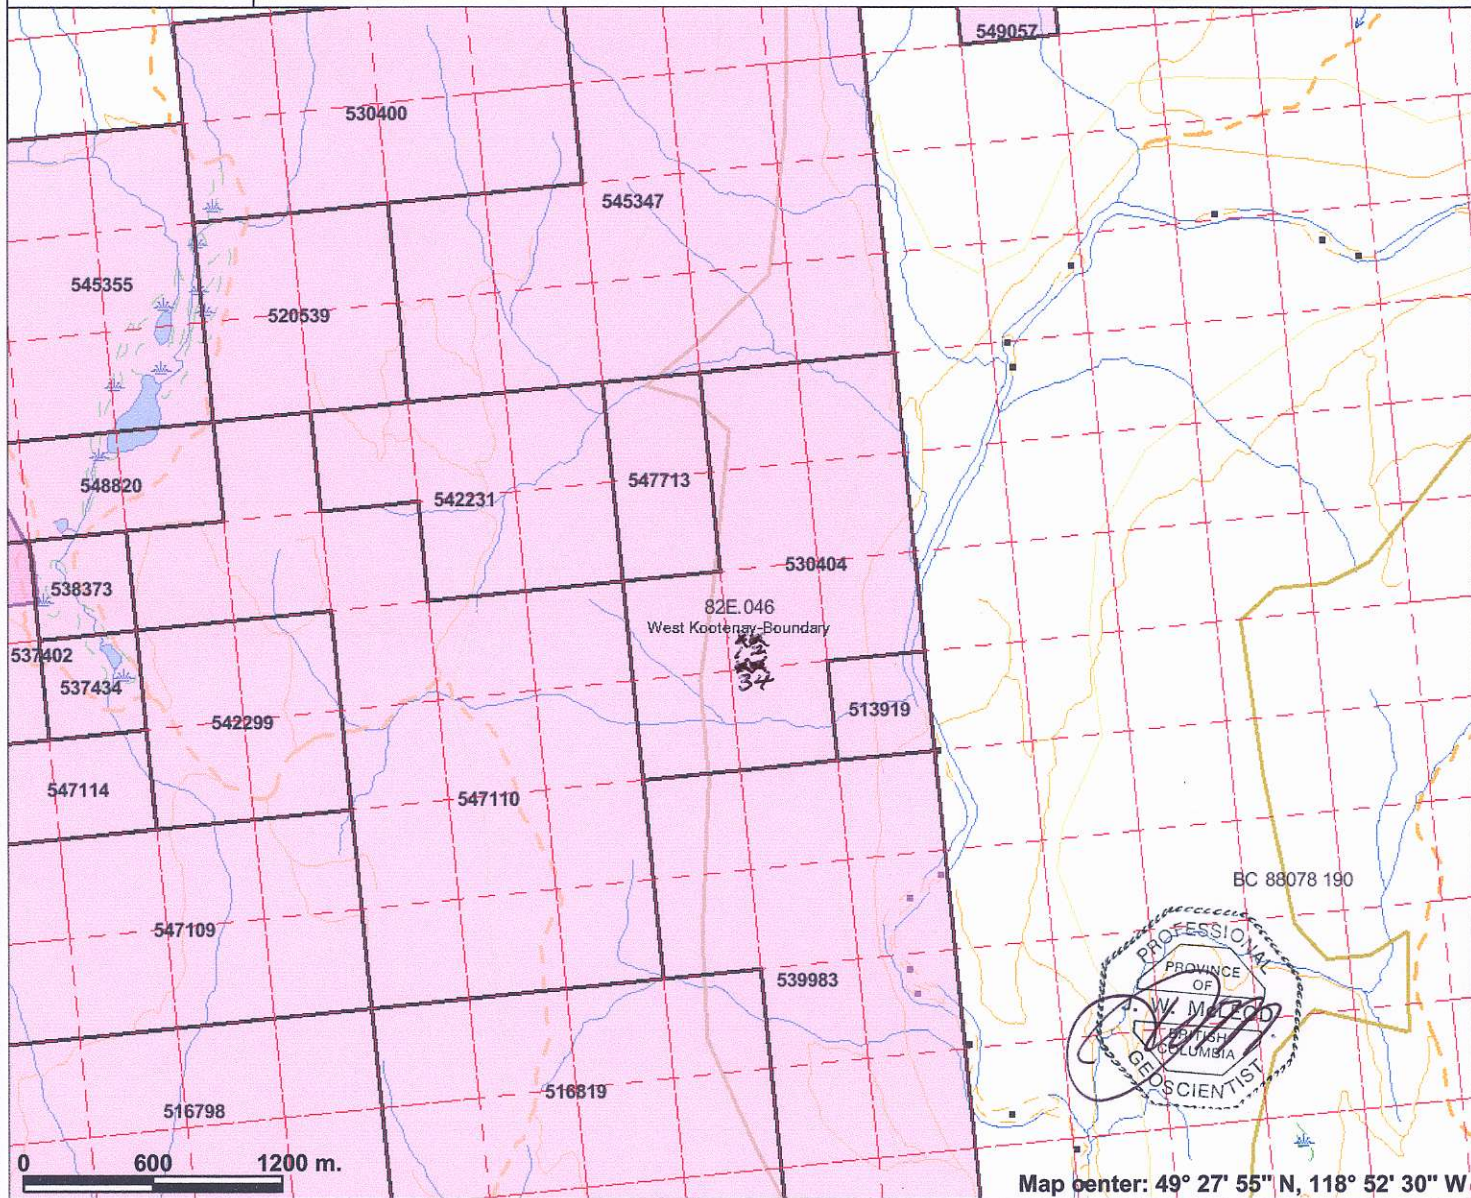 549057
530400
545347
545355
520539
547713
548820
542231
530404
538373
82E.046
West Kootenay-Boundary
34
537402
537434
513919
542299
547114
547110
BC 88078 190
547109
539983
PROFESSIONAL
PROVINCE
OF
W. McLEOD
BRITISH
COLUMBIA
GEOSCIENTIST
516819
516798
0 600 1200 m.
Map center: 49° 27' 55" N, 118° 52' 30" W